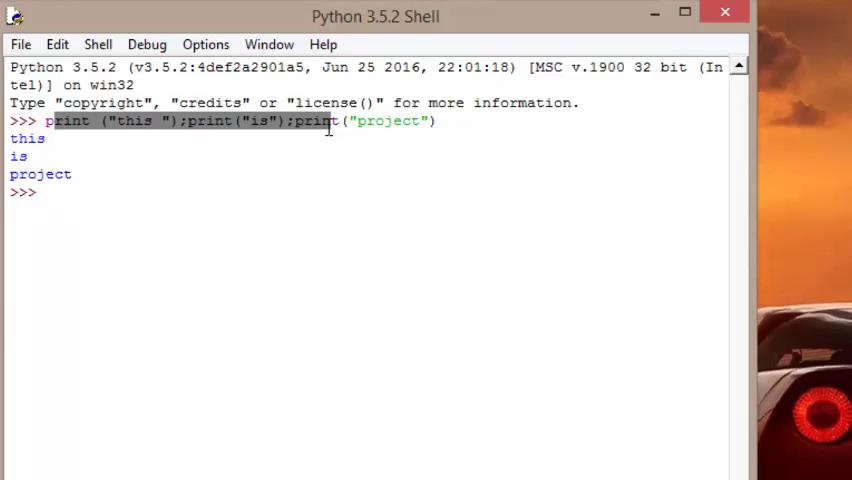 Python 3.5.2 Shell
File Edit Shell Debug Options Window Help
Python 3.5.2 (v3.5.2:4def2a2901a5, Jun 25 2016, 22:01:18) [MSC v.1900 32 bit (In
tel)] on win32
Type "copyright", "credits" or "license()" for more information.
>>> print ("this ");print("is");print("project")
this
is
project
>>>